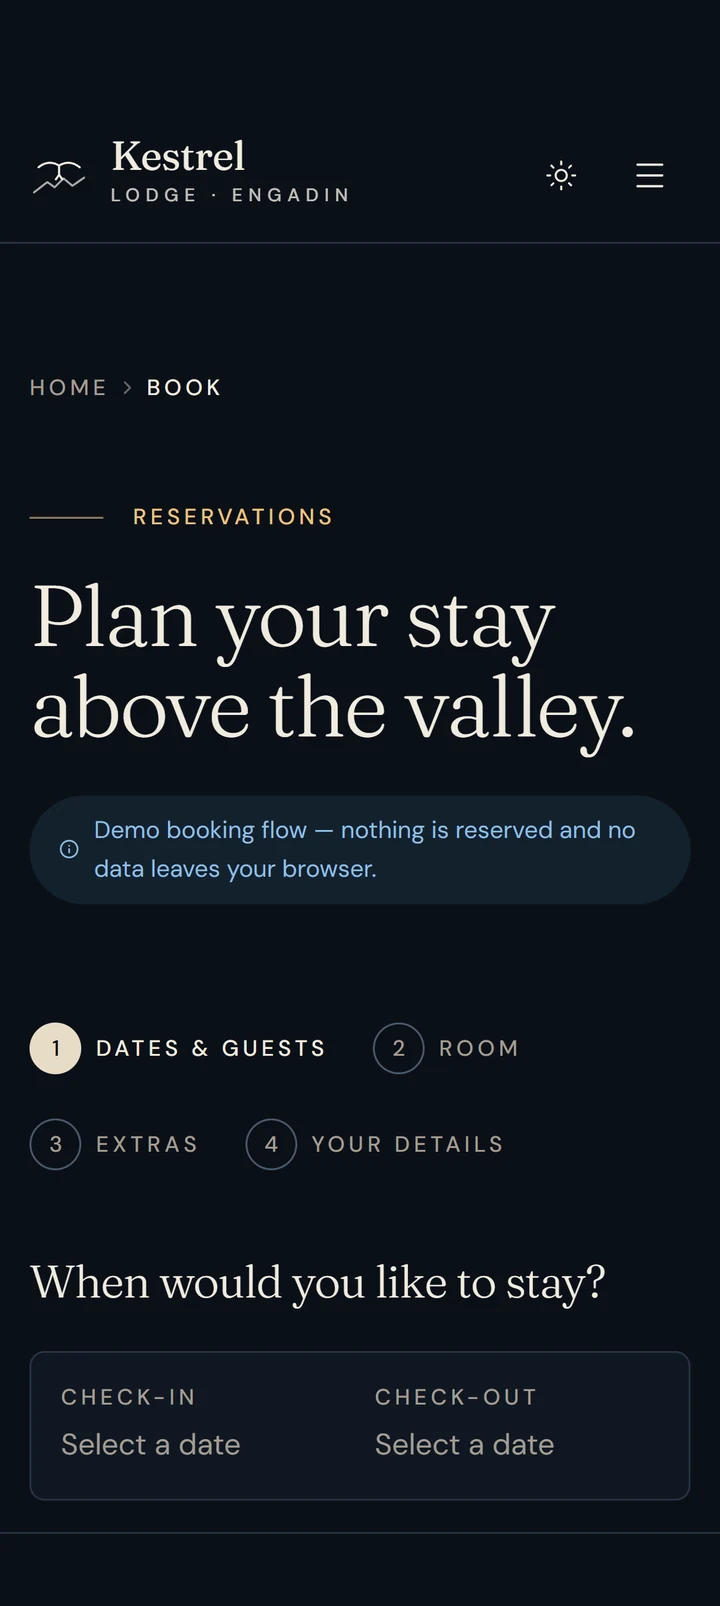 Kestrel
LODGE · ENGADIN
HOME > BOOK
RESERVATIONS
Plan your stay
above the valley.
Demo booking flow — nothing is reserved and no
data leaves your browser.
1 DATES & GUESTS 2 ROOM
3 EXTRAS 4 YOUR DETAILS
When would you like to stay?
CHECK-IN CHECK-OUT
Select a date Select a date